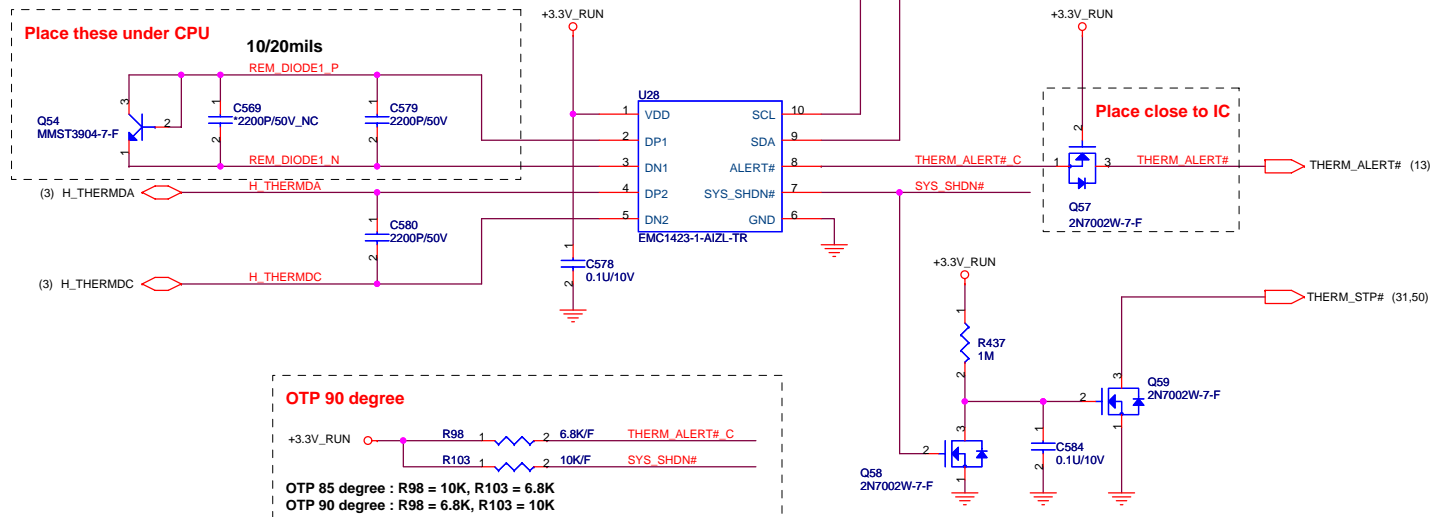 +3.3V_RUN
+3.3V_RUN
Place these under CPU
10/20mils
REM_DIODE1_P
3
1
1
C569
*2200P/50V_NC
C579
2200P/50V
Q54
MMST3904-7-F
2
2
2
1
REM_DIODE1_N
U28
1
VDD
SCL
10
2
DP1
SDA
9
3
DN1
ALERT#
8
4
DP2
SYS_SHDN#
7
5
DN2
GND
6
EMC1423-1-AIZL-TR
Place close to IC
2
THERM_ALERT#_C
1
3
THERM_ALERT#
THERM_ALERT# (13)
SYS_SHDN#
Q57
2N7002W-7-F
(3) H_THERMDA
H_THERMDA
1
C580
2200P/50V
2
(3) H_THERMDC
H_THERMDC
1
C578
0.1U/10V
2
+3.3V_RUN
THERM_STP# (31,50)
1
R437
1M
2
3
Q59
2N7002W-7-F
2
1
3
1
C584
0.1U/10V
2
2
Q58
2N7002W-7-F
1
OTP 90 degree
+3.3V_RUN
R98
1
2
6.8K/F
THERM_ALERT#_C
R103
1
2
10K/F
SYS_SHDN#
OTP 85 degree : R98 = 10K, R103 = 6.8K
OTP 90 degree : R98 = 6.8K, R103 = 10K